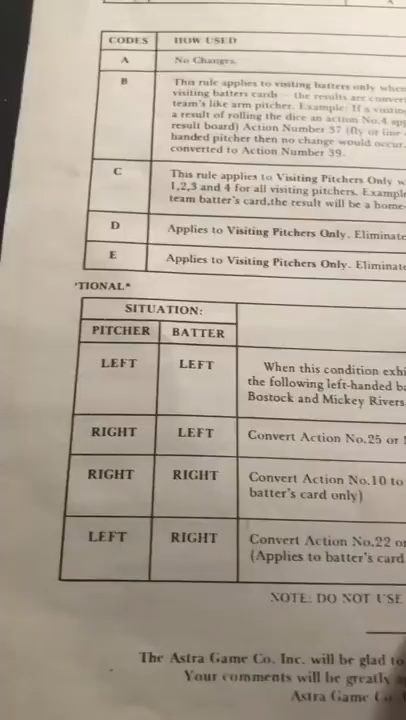 CODES HOW USED
A No Changes.
B This rule applies to visiting batters only when
visiting batters cards the results are
team's like arm pitcher. Example: If a
a result of rolling the dice an action No.4
result board) Action Number 37 (fly or line
handed pitcher then no change would occur.
converted to Action Number 39.
C This rule applies to Visiting Pitchers Only
1,2,3 and 4 for all visiting pitchers.
team batter's card,the result will be a home
D Applies to Visiting Pitchers Only.
E Applies to Visiting Pitchers Only.
'TIONAL*
SITUATION:
PITCHER BATTER
LEFT LEFT When this condition
the following left-handed
Bostock and Mickey Rivers
RIGHT LEFT Convert Action No.25 or
RIGHT RIGHT Convert Action No.10 to
batter's card only)
LEFT RIGHT Convert Action No.22
(Applies to batter's card
NOTE: DO NOT USE
The Astra Game Co. Inc. will be glad to
Your comments will be greatly
Astra Game